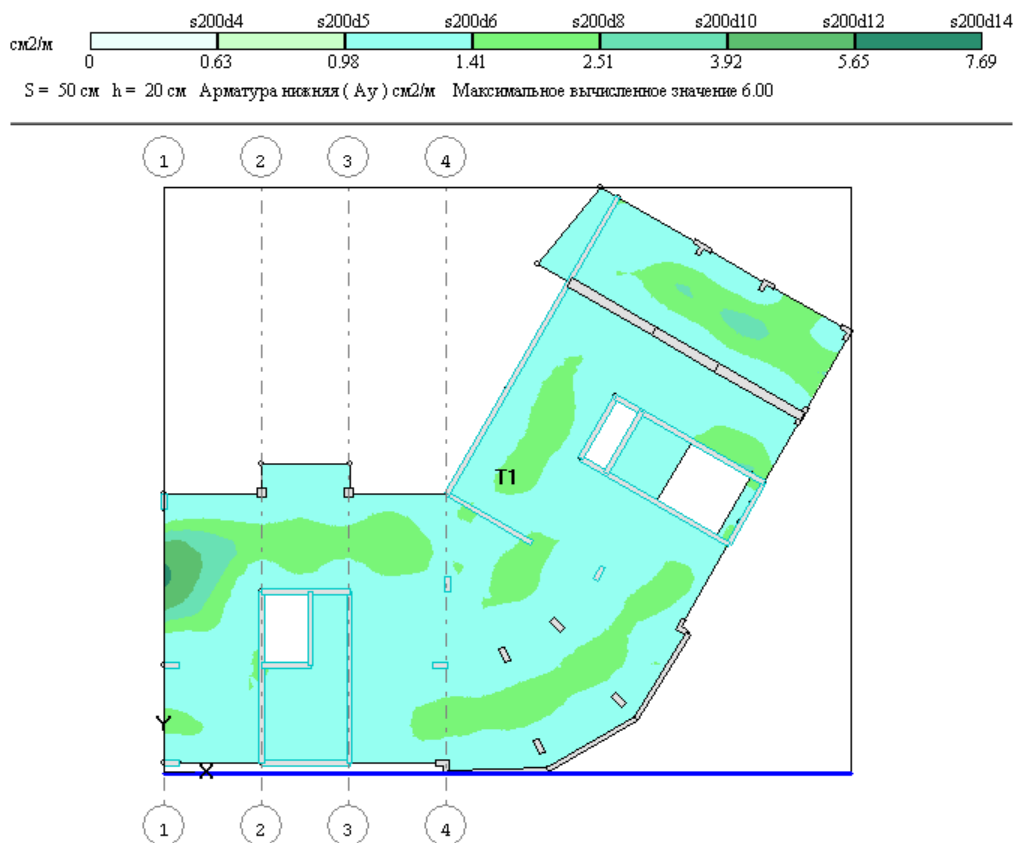 s200d4 s200d5 s200d6 s200d8 s200d10 s200d12 s200d14
см2/м
0 0.63 0.98 1.41 2.51 3.92 5.65 7.69
S = 50 см h = 20 см Арматура нижняя ( Ay ) см2/м Максимальное вычисленное значение 6.00
1 2 3 4
T1
Y
X
1 2 3 4